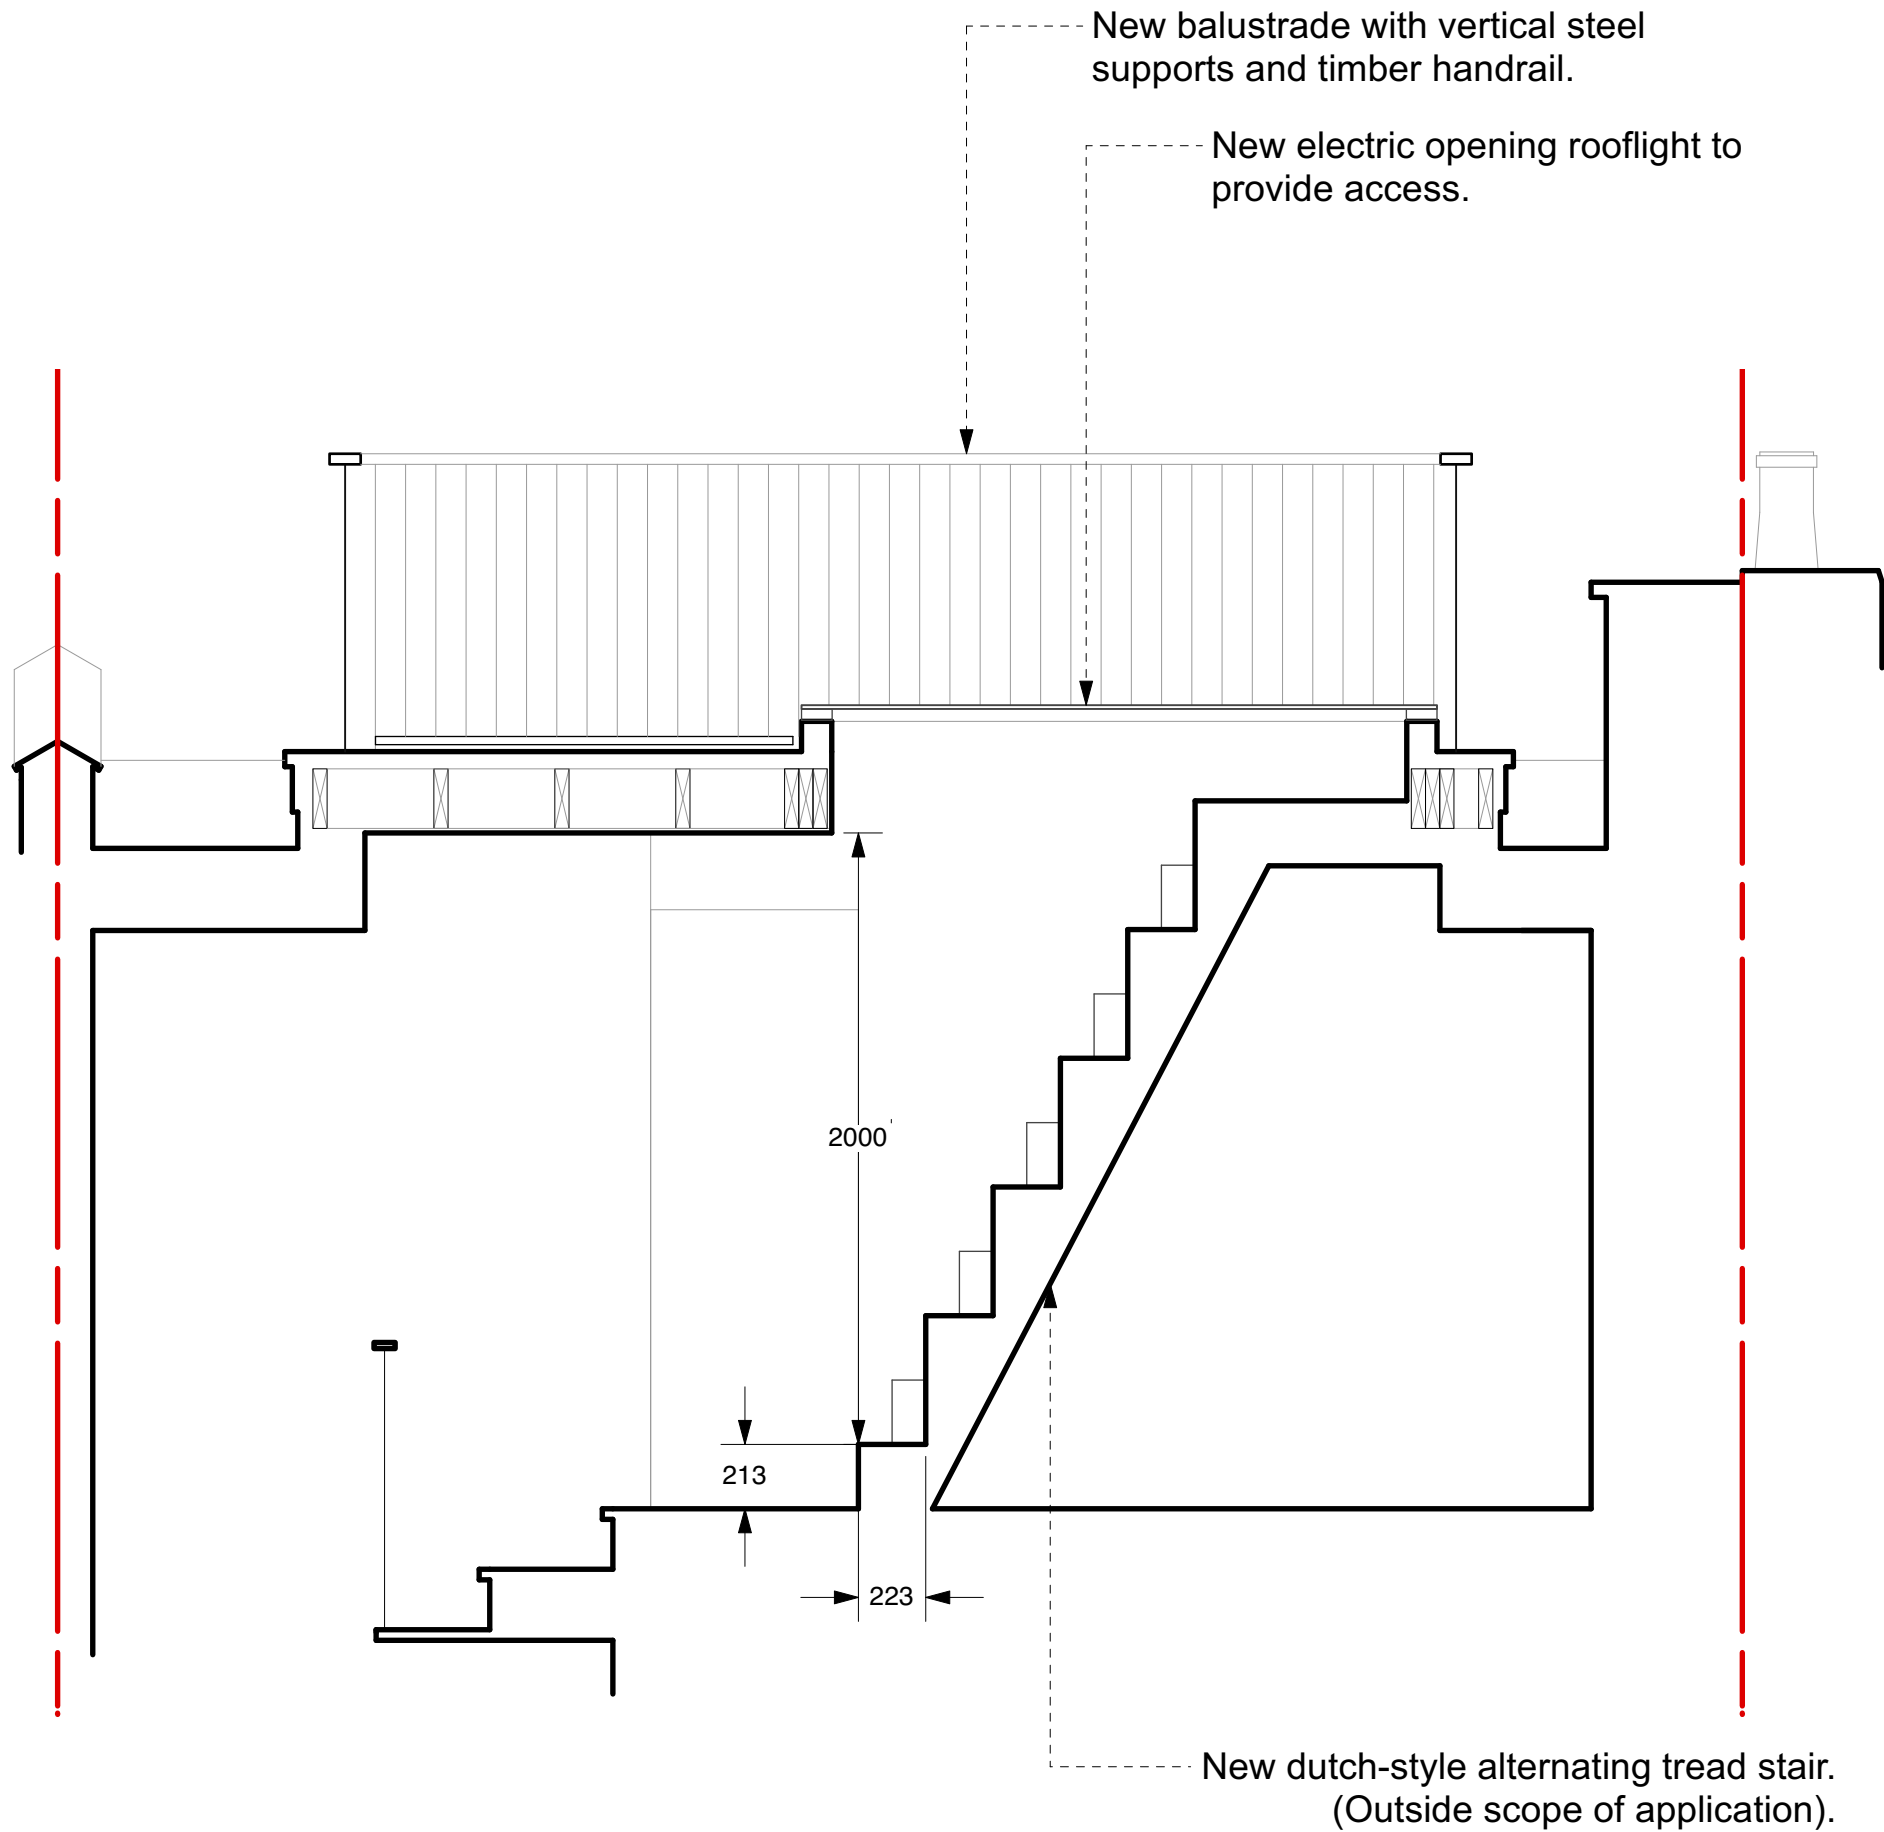 New balustrade with vertical steel
supports and timber handrail.
New electric opening rooflight to
provide access.
2000
213
223
New dutch-style alternating tread stair.
(Outside scope of application).